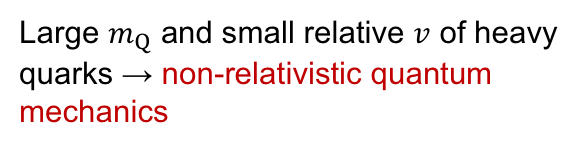 Large 𝑚Q and small relative 𝑣 of heavy
quarks → non-relativistic quantum
mechanics